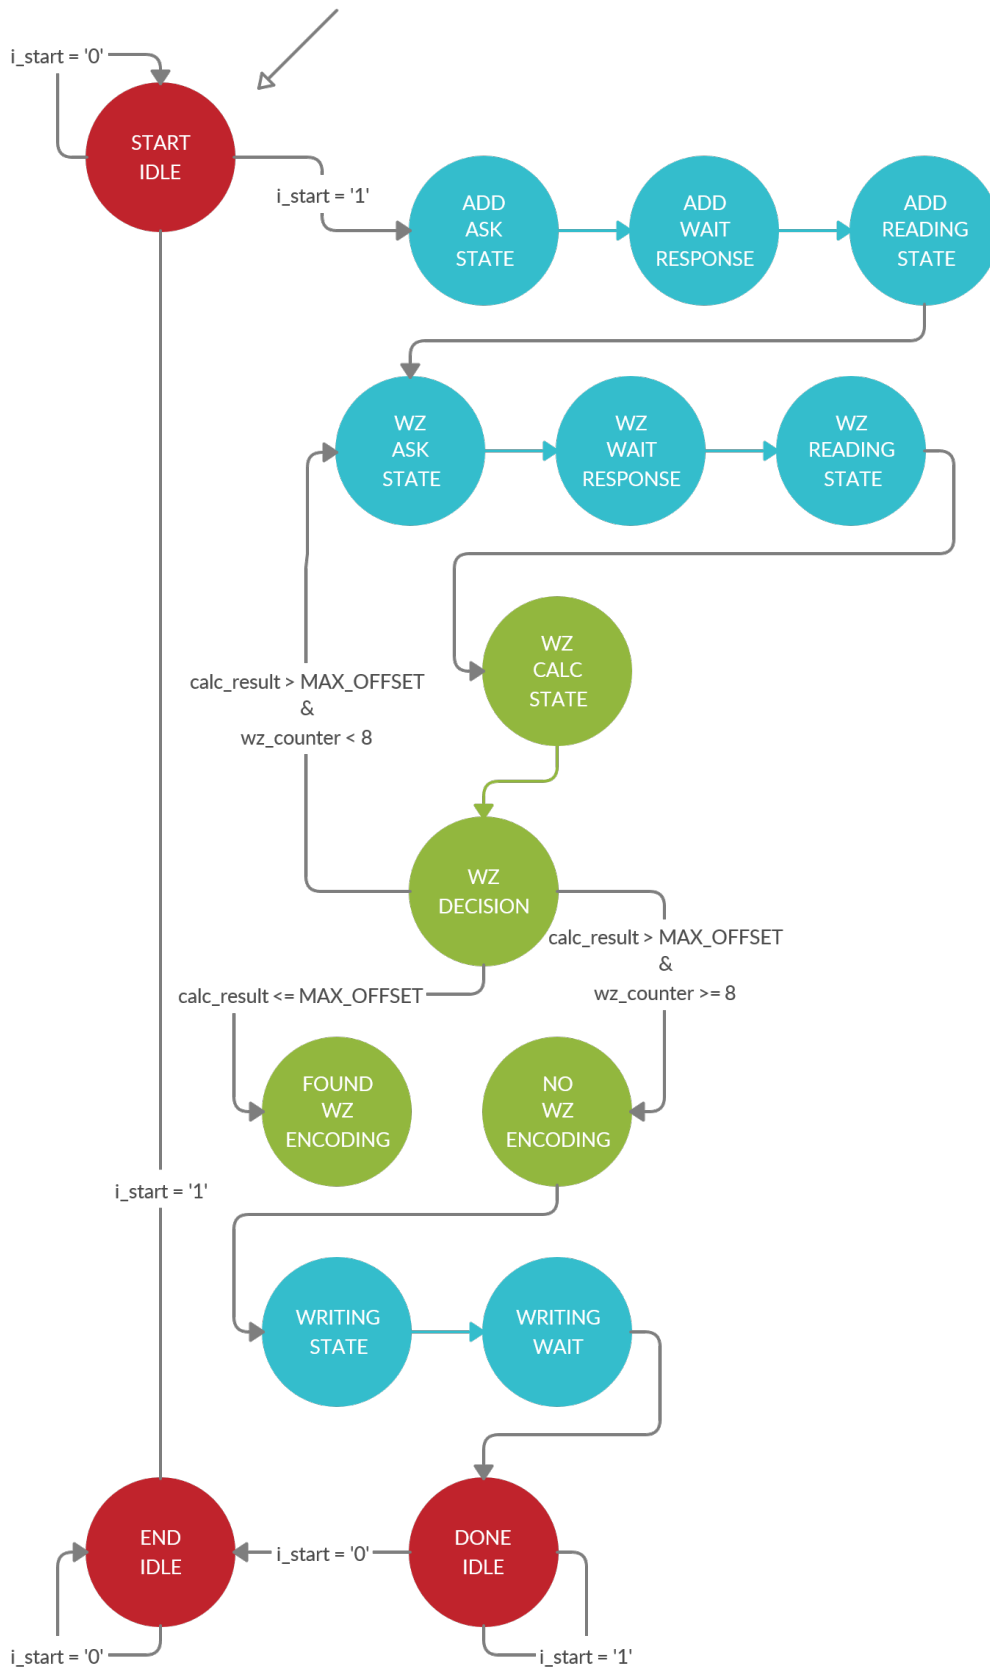 i_start = '0'
START
IDLE
i_start = '1'
ADD
ASK
STATE
ADD
WAIT
RESPONSE
ADD
READING
STATE
WZ
ASK
STATE
WZ
WAIT
RESPONSE
WZ
READING
STATE
WZ
CALC
STATE
calc_result > MAX_OFFSET
&
wz_counter < 8
WZ
DECISION
calc_result > MAX_OFFSET
&
wz_counter >= 8
calc_result <= MAX_OFFSET
FOUND
WZ
ENCODING
NO
WZ
ENCODING
i_start = '1'
WRITING
STATE
WRITING
WAIT
END
IDLE
i_start = '0'
DONE
IDLE
i_start = '0'
i_start = '1'